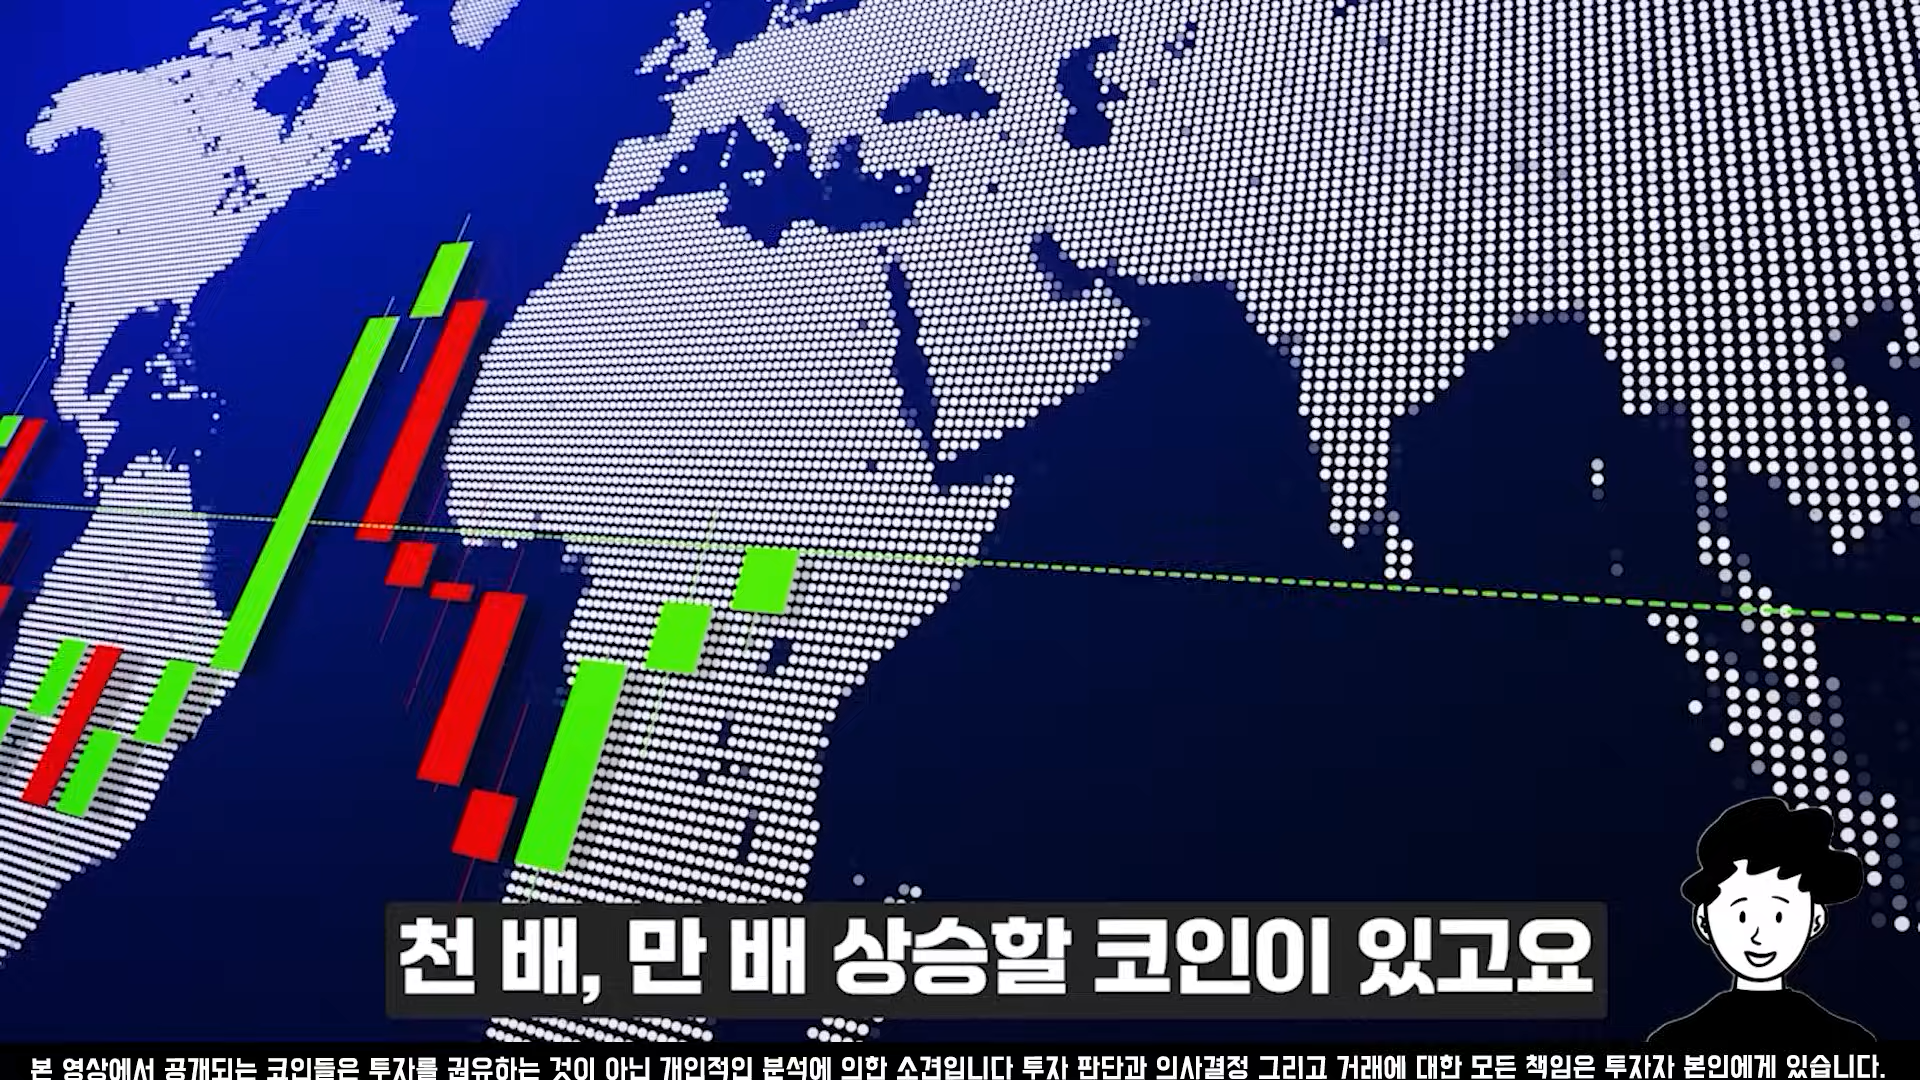 천 배, 만 배 상승할 코인이 있고요
본 영상에서 공개되는 코인들은 투자를 권유하는 것이 아닌 개인적인 분석에 의한 소견입니다 투자 판단과 의사결정 그리고 거래에 대한 모든 책임은 투자자 본인에게 있습니다.